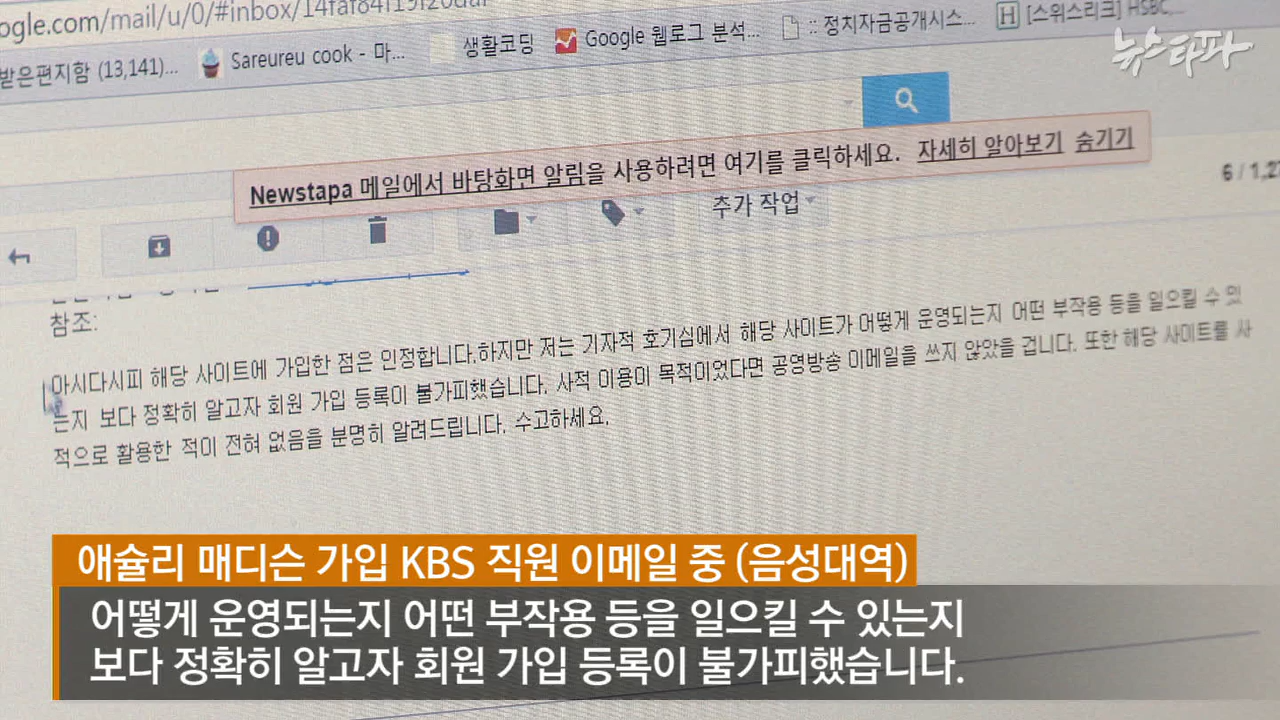 ogle.com/mail/u/0/#inbox/14faf84f19f20daf
받은편지함 (13,141)... Sareureu cook - 마... 생활코딩 Google 웹로그 분석... :: 정치자금공개시스... [스위스리크] HSBC...
뉴스타파
Newstapa 메일에서 바탕화면 알림을 사용하려면 여기를 클릭하세요. 자세히 알아보기 숨기기
6 / 1,2
추가 작업
참조:
아시다시피 해당 사이트에 가입한 점은 인정합니다.하지만 저는 기자적 호기심에서 해당 사이트가 어떻게 운영되는지 어떤 부작용 등을 일으킬 수 있
는지 보다 정확히 알고자 회원 가입 등록이 불가피했습니다. 사적 이용이 목적이었다면 공영방송 이메일을 쓰지 않았을 겁니다. 또한 해당 사이트를 사
적으로 활용한 적이 전혀 없음을 분명히 알려드립니다. 수고하세요.
애슐리 매디슨 가입 KBS 직원 이메일 중 (음성대역)
어떻게 운영되는지 어떤 부작용 등을 일으킬 수 있는지
보다 정확히 알고자 회원 가입 등록이 불가피했습니다.